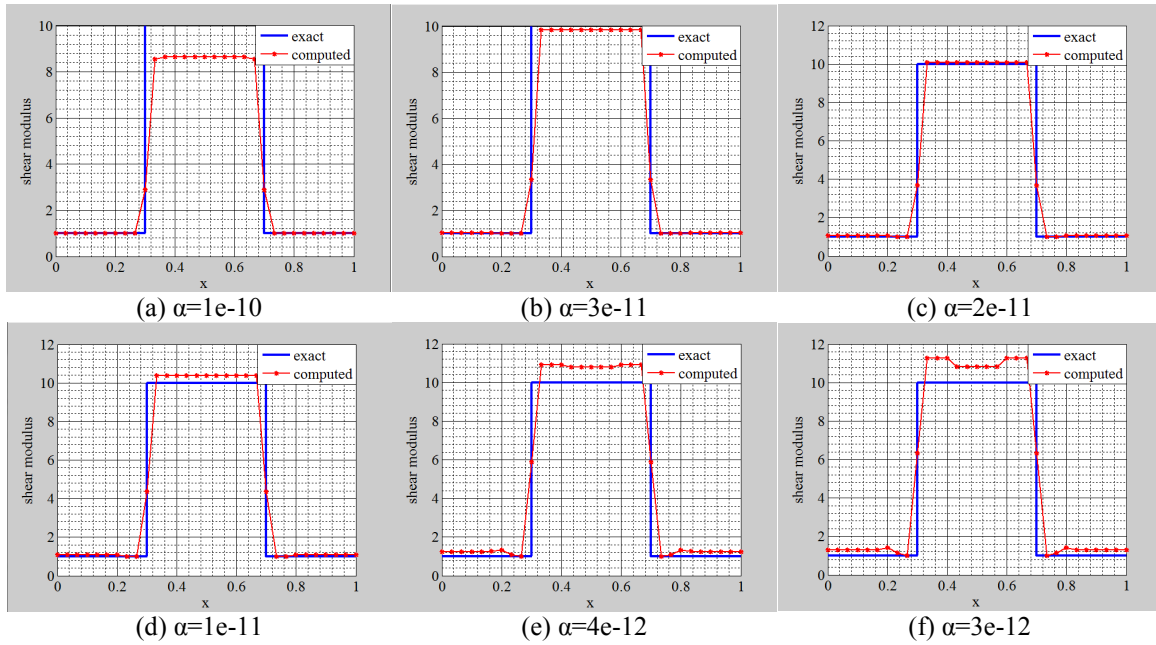 10
8
6
4
2
0
shear modulus
exact
computed
0 0.2 0.4 0.6 0.8 1
x
(a) α=1e-10
10
8
6
4
2
0
shear modulus
exact
computed
0 0.2 0.4 0.6 0.8 1
x
(b) α=3e-11
12
10
8
6
4
2
0
shear modulus
exact
computed
0 0.2 0.4 0.6 0.8 1
x
(c) α=2e-11
12
10
8
6
4
2
0
shear modulus
exact
computed
0 0.2 0.4 0.6 0.8 1
x
(d) α=1e-11
12
10
8
6
4
2
0
shear modulus
exact
computed
0 0.2 0.4 0.6 0.8 1
x
(e) α=4e-12
12
10
8
6
4
2
0
shear modulus
exact
computed
0 0.2 0.4 0.6 0.8 1
x
(f) α=3e-12